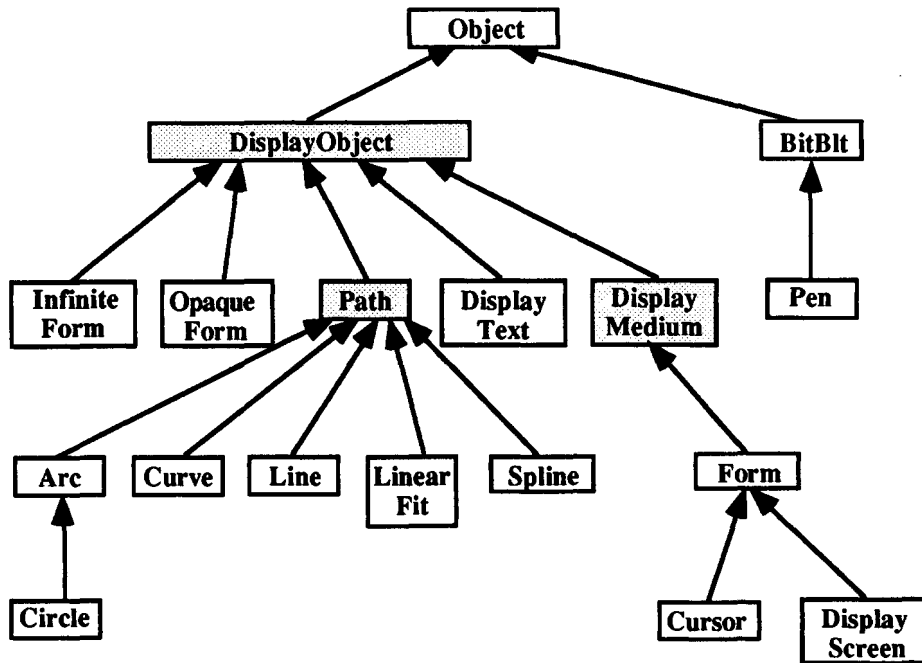 Object
DisplayObject
BitBlt
Infinite
Form
Opaque
Form
Path
Display
Text
Display
Medium
Pen
Arc
Curve
Line
Linear
Fit
Spline
Form
Circle
Cursor
Display
Screen